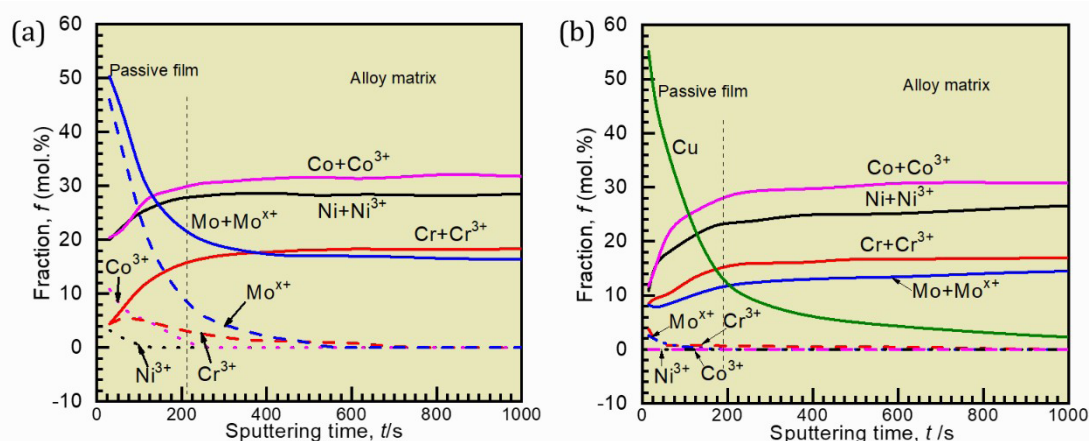 (a)
60
50
40
30
20
10
0
-10
Fraction, f (mol.%)
Passive film
Alloy matrix
Co+Co³⁺
Ni+Ni³⁺
Mo+Moˣ⁺
Cr+Cr³⁺
Co³⁺
Moˣ⁺
Ni³⁺
Cr³⁺
0 200 400 600 800 1000
Sputtering time, t/s
(b)
60
50
40
30
20
10
0
-10
Fraction, f (mol.%)
Passive film
Alloy matrix
Cu
Co+Co³⁺
Ni+Ni³⁺
Cr+Cr³⁺
Mo+Moˣ⁺
Moˣ⁺
Cr³⁺
Ni³⁺
Co³⁺
0 200 400 600 800 1000
Sputtering time, t /s